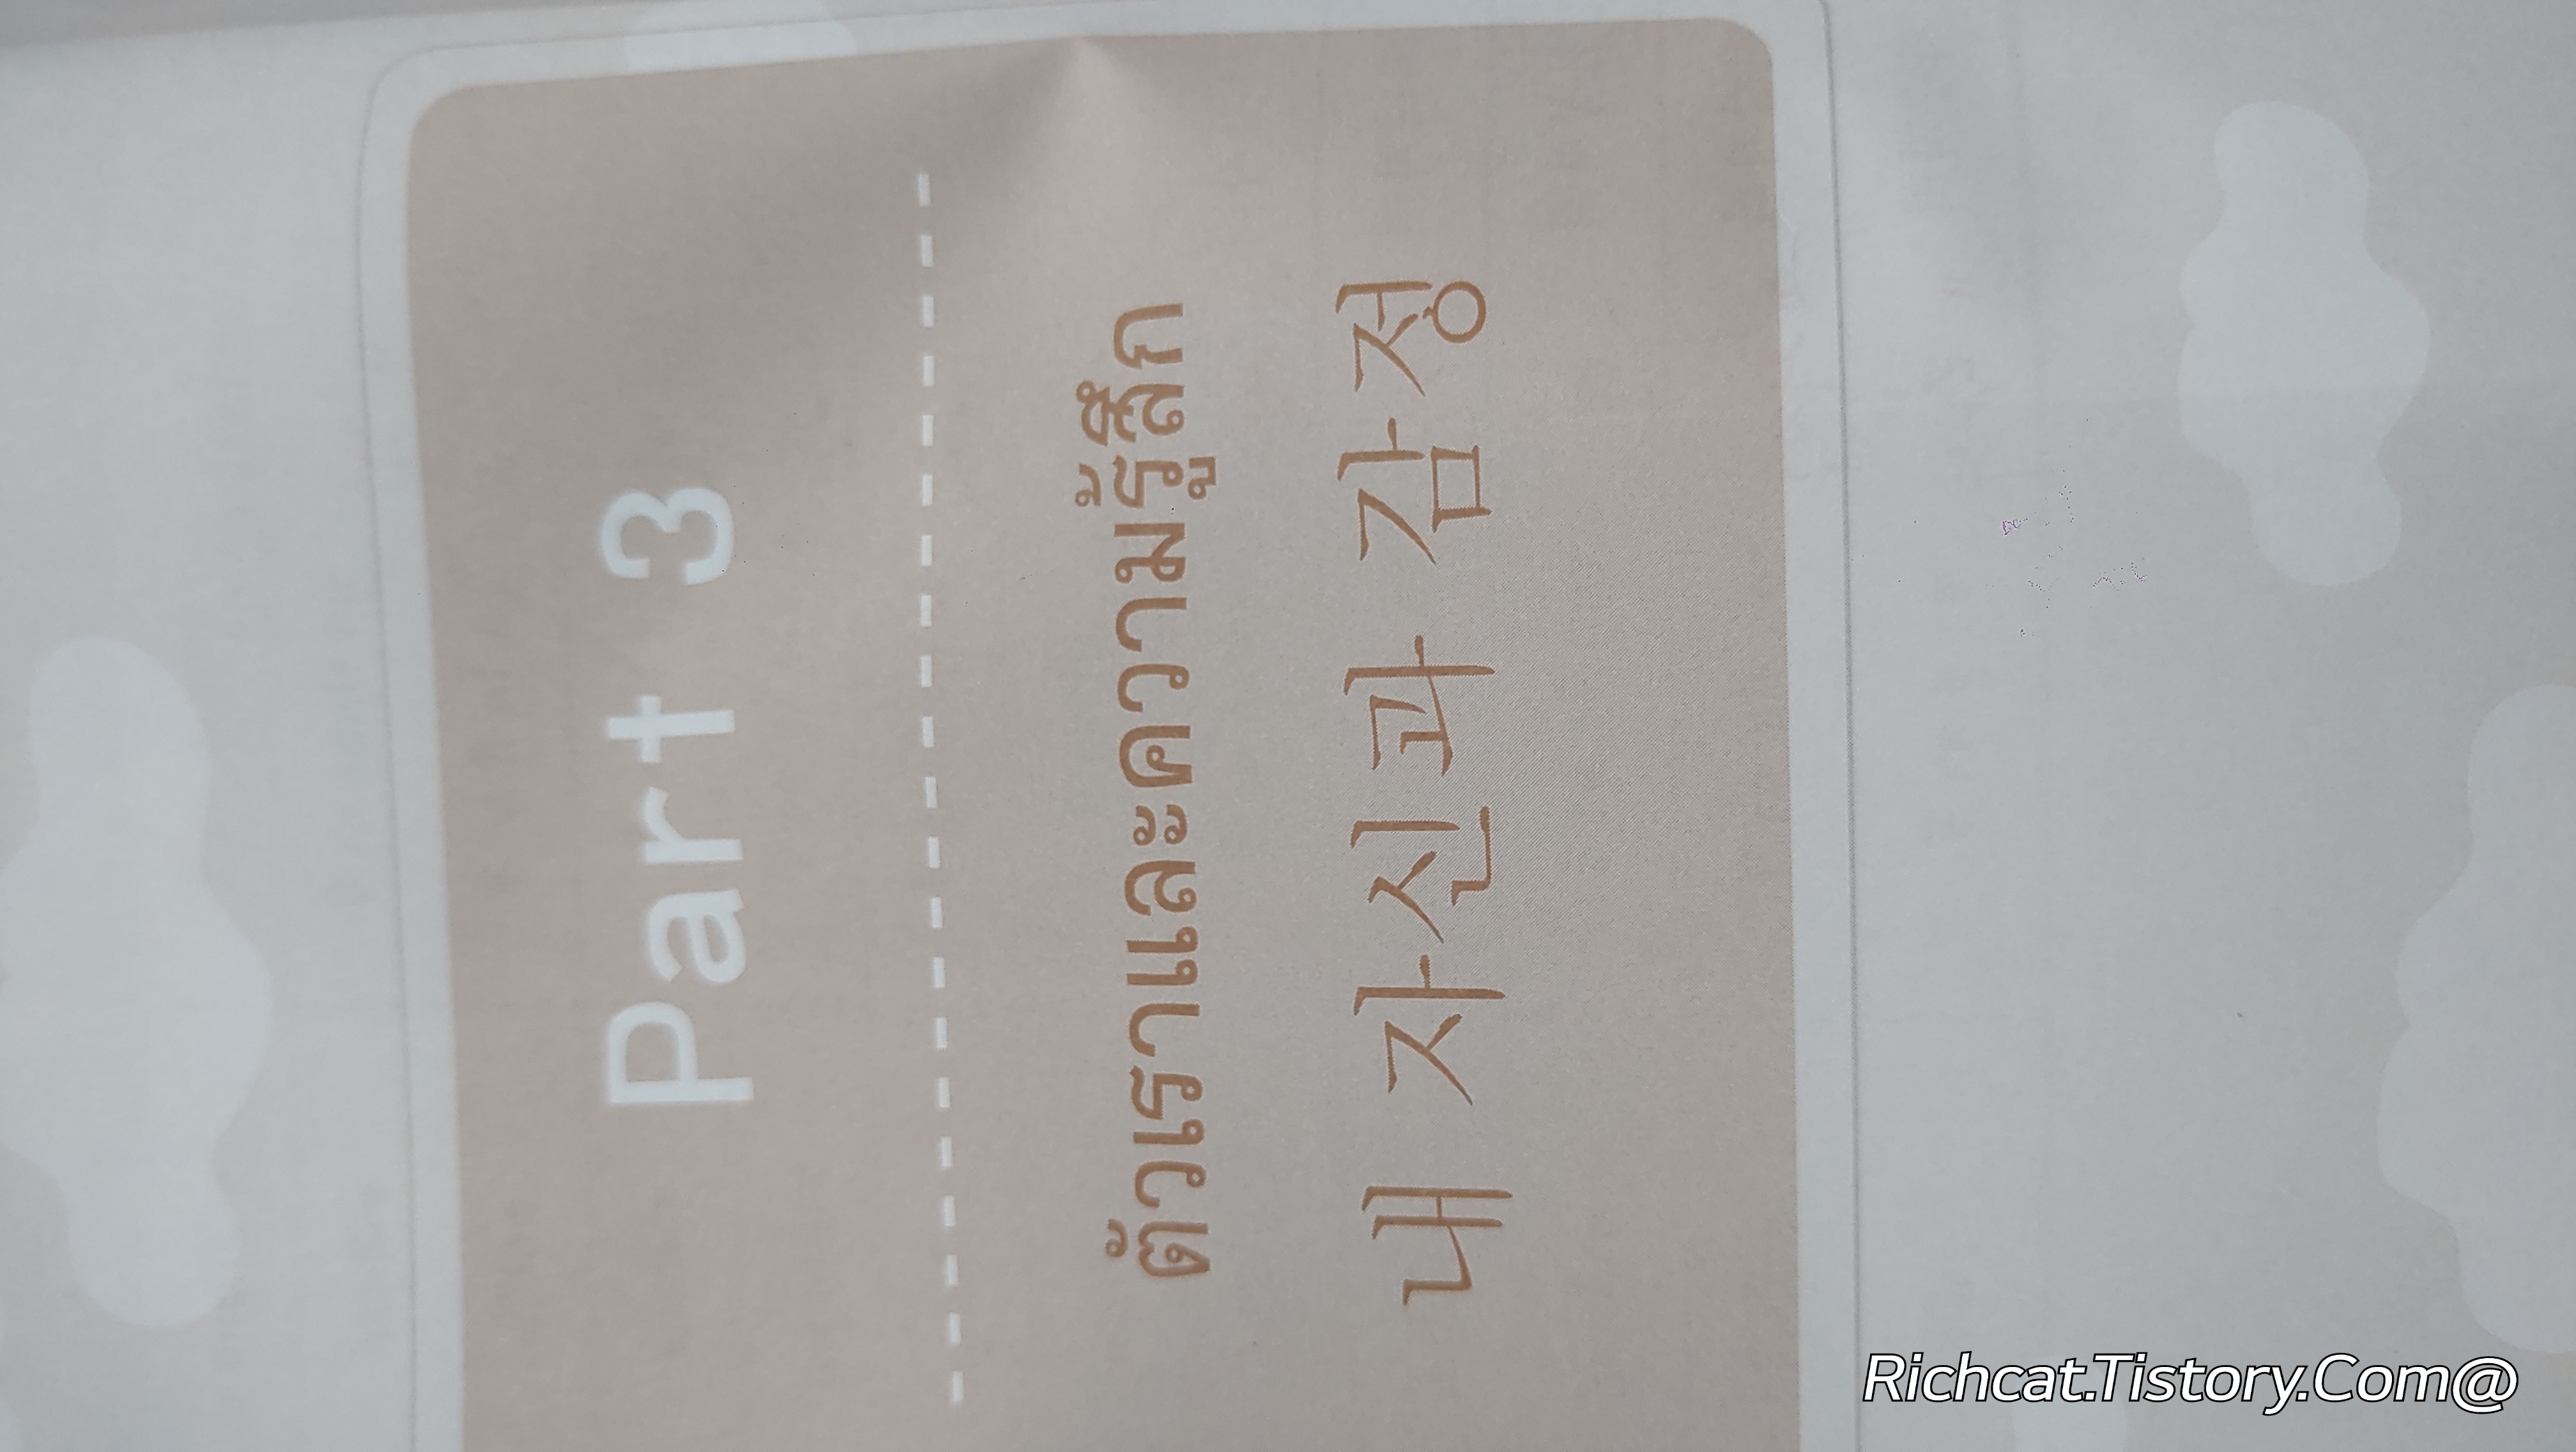 Part 3
ตัวเราและความรู้สึก
내 자신과 감정
Richcat.Tistory.Com@